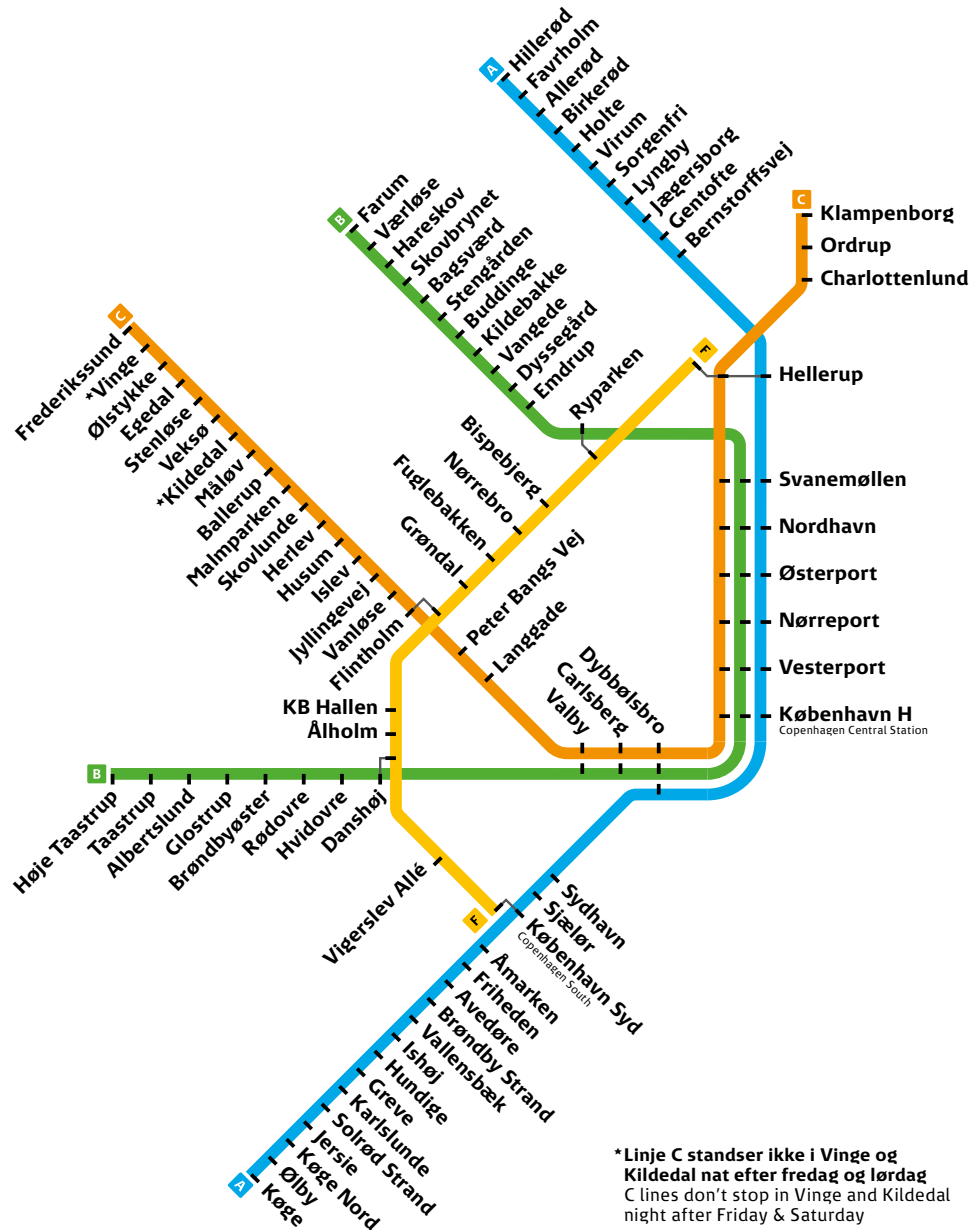 A
Hillerød
Favrholm
Allerød
Birkerød
Holte
Virum
Sorgenfri
Lyngby
Jægersborg
Gentofte
Bernstorffsvej
C
Klampenborg
Ordrup
Charlottenlund
B
Farum
Værløse
Hareskov
Skovbrynet
Bagsværd
Stengården
Buddinge
Kildebakke
Vangede
Dyssegård
Emdrup
Ryparken
F
Hellerup
C
Frederikssund
*Vinge
Ølstykke
Egedal
Stenløse
Veksø
*Kildedal
Måløv
Ballerup
Malmparken
Skovlunde
Herlev
Husum
Islev
Jyllingevej
Vanløse
Flintholm
Peter Bangs Vej
Langgade
Valby
Carlsberg
Dybbølsbro
Bispebjerg
Nørrebro
Fuglebakken
Grøndal
Svanemøllen
Nordhavn
Østerport
Nørreport
Vesterport
København H
Copenhagen Central Station
KB Hallen
Ålholm
B
Høje Taastrup
Taastrup
Albertslund
Glostrup
Brøndbyøster
Rødovre
Hvidovre
Danshøj
Vigerslev Allé
F
Sydhavn
Sjælør
København Syd
Copenhagen South
Åmarken
Friheden
Avedøre
Brøndby Strand
Vallensbæk
Ishøj
Hundige
Greve
Karlslunde
Solrød Strand
Jersie
Køge Nord
Ølby
Køge
A
*Linje C standser ikke i Vinge og
Kildedal nat efter fredag og lørdag
C lines don't stop in Vinge and Kildedal
night after Friday & Saturday